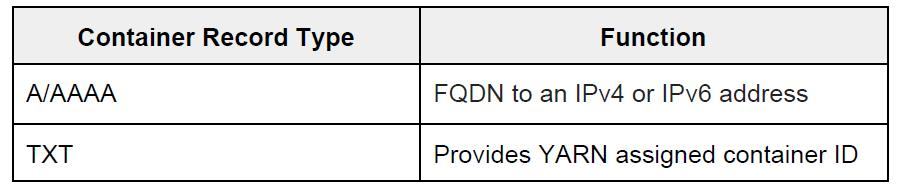 Container Record Type Function
A/AAAA FQDN to an IPv4 or IPv6 address
TXT Provides YARN assigned container ID